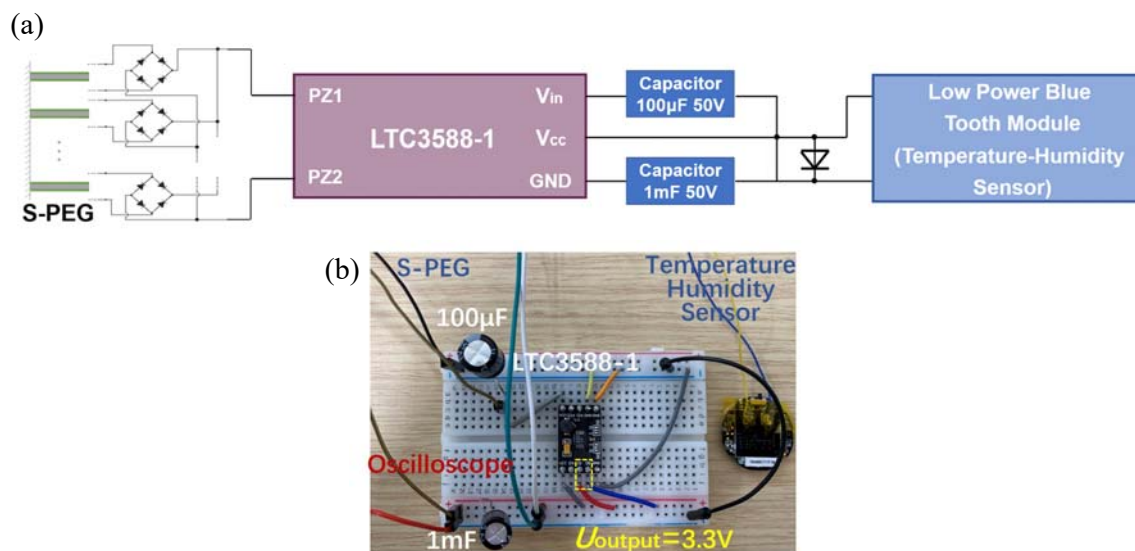 (a)
S-PEG
PZ1
PZ2
LTC3588-1
Vin
Vcc
GND
Capacitor
100μF 50V
Capacitor
1mF 50V
Low Power Blue
Tooth Module
(Temperature-Humidity
Sensor)
(b)
S-PEG
Temperature
Humidity
Sensor
100μF
LTC3588-1
Oscilloscope
1mF
Uoutput=3.3V